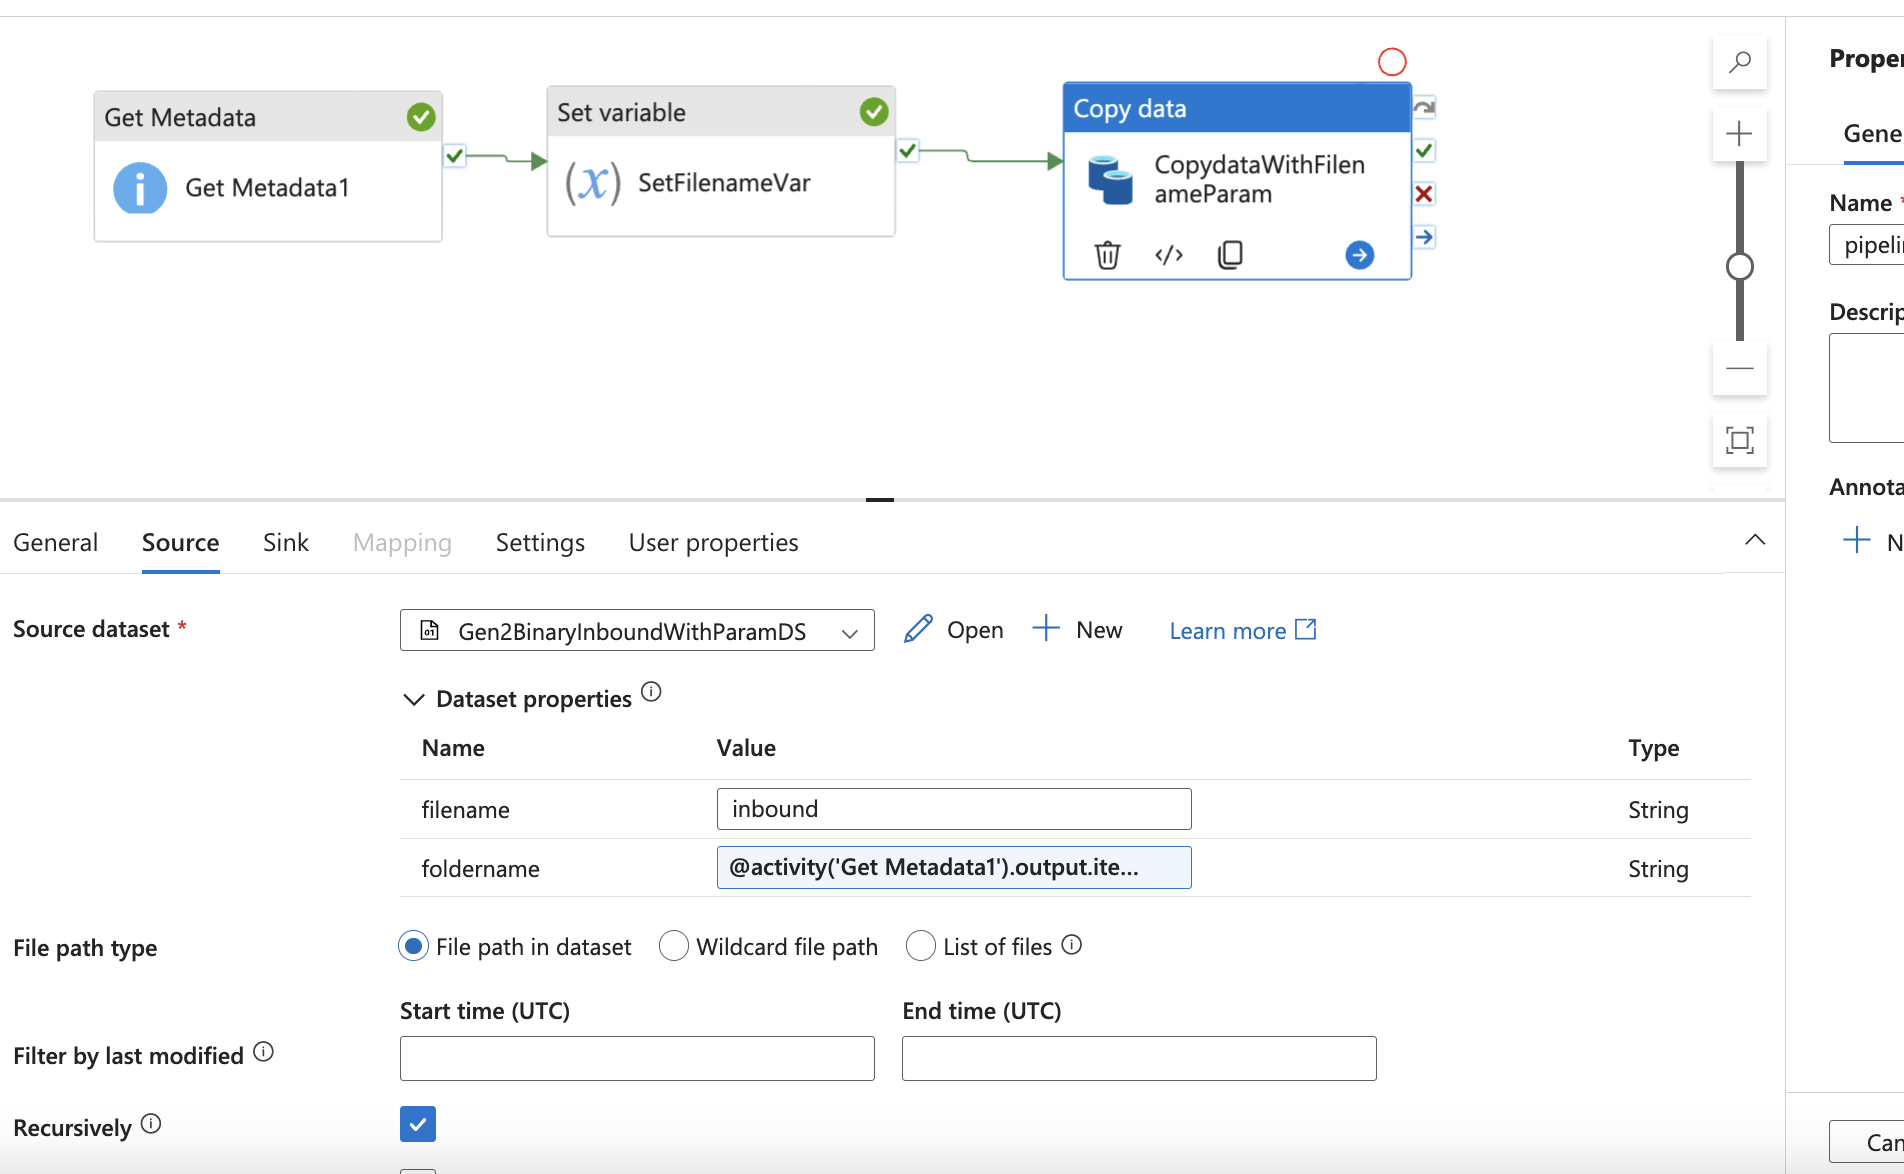 Get Metadata
Get Metadata1
Set variable
(x) SetFilenameVar
Copy data
CopydataWithFilen
ameParam
Proper
Gene
Name *
pipeli
Descrip
Annota
N
General Source Sink Mapping Settings User properties
Source dataset * Gen2BinaryInboundWithParamDS Open New Learn more
Dataset properties
Name Value Type
filename inbound String
foldername @activity('Get Metadata1').output.ite... String
File path type File path in dataset Wildcard file path List of files
Start time (UTC) End time (UTC)
Filter by last modified
Recursively
Can